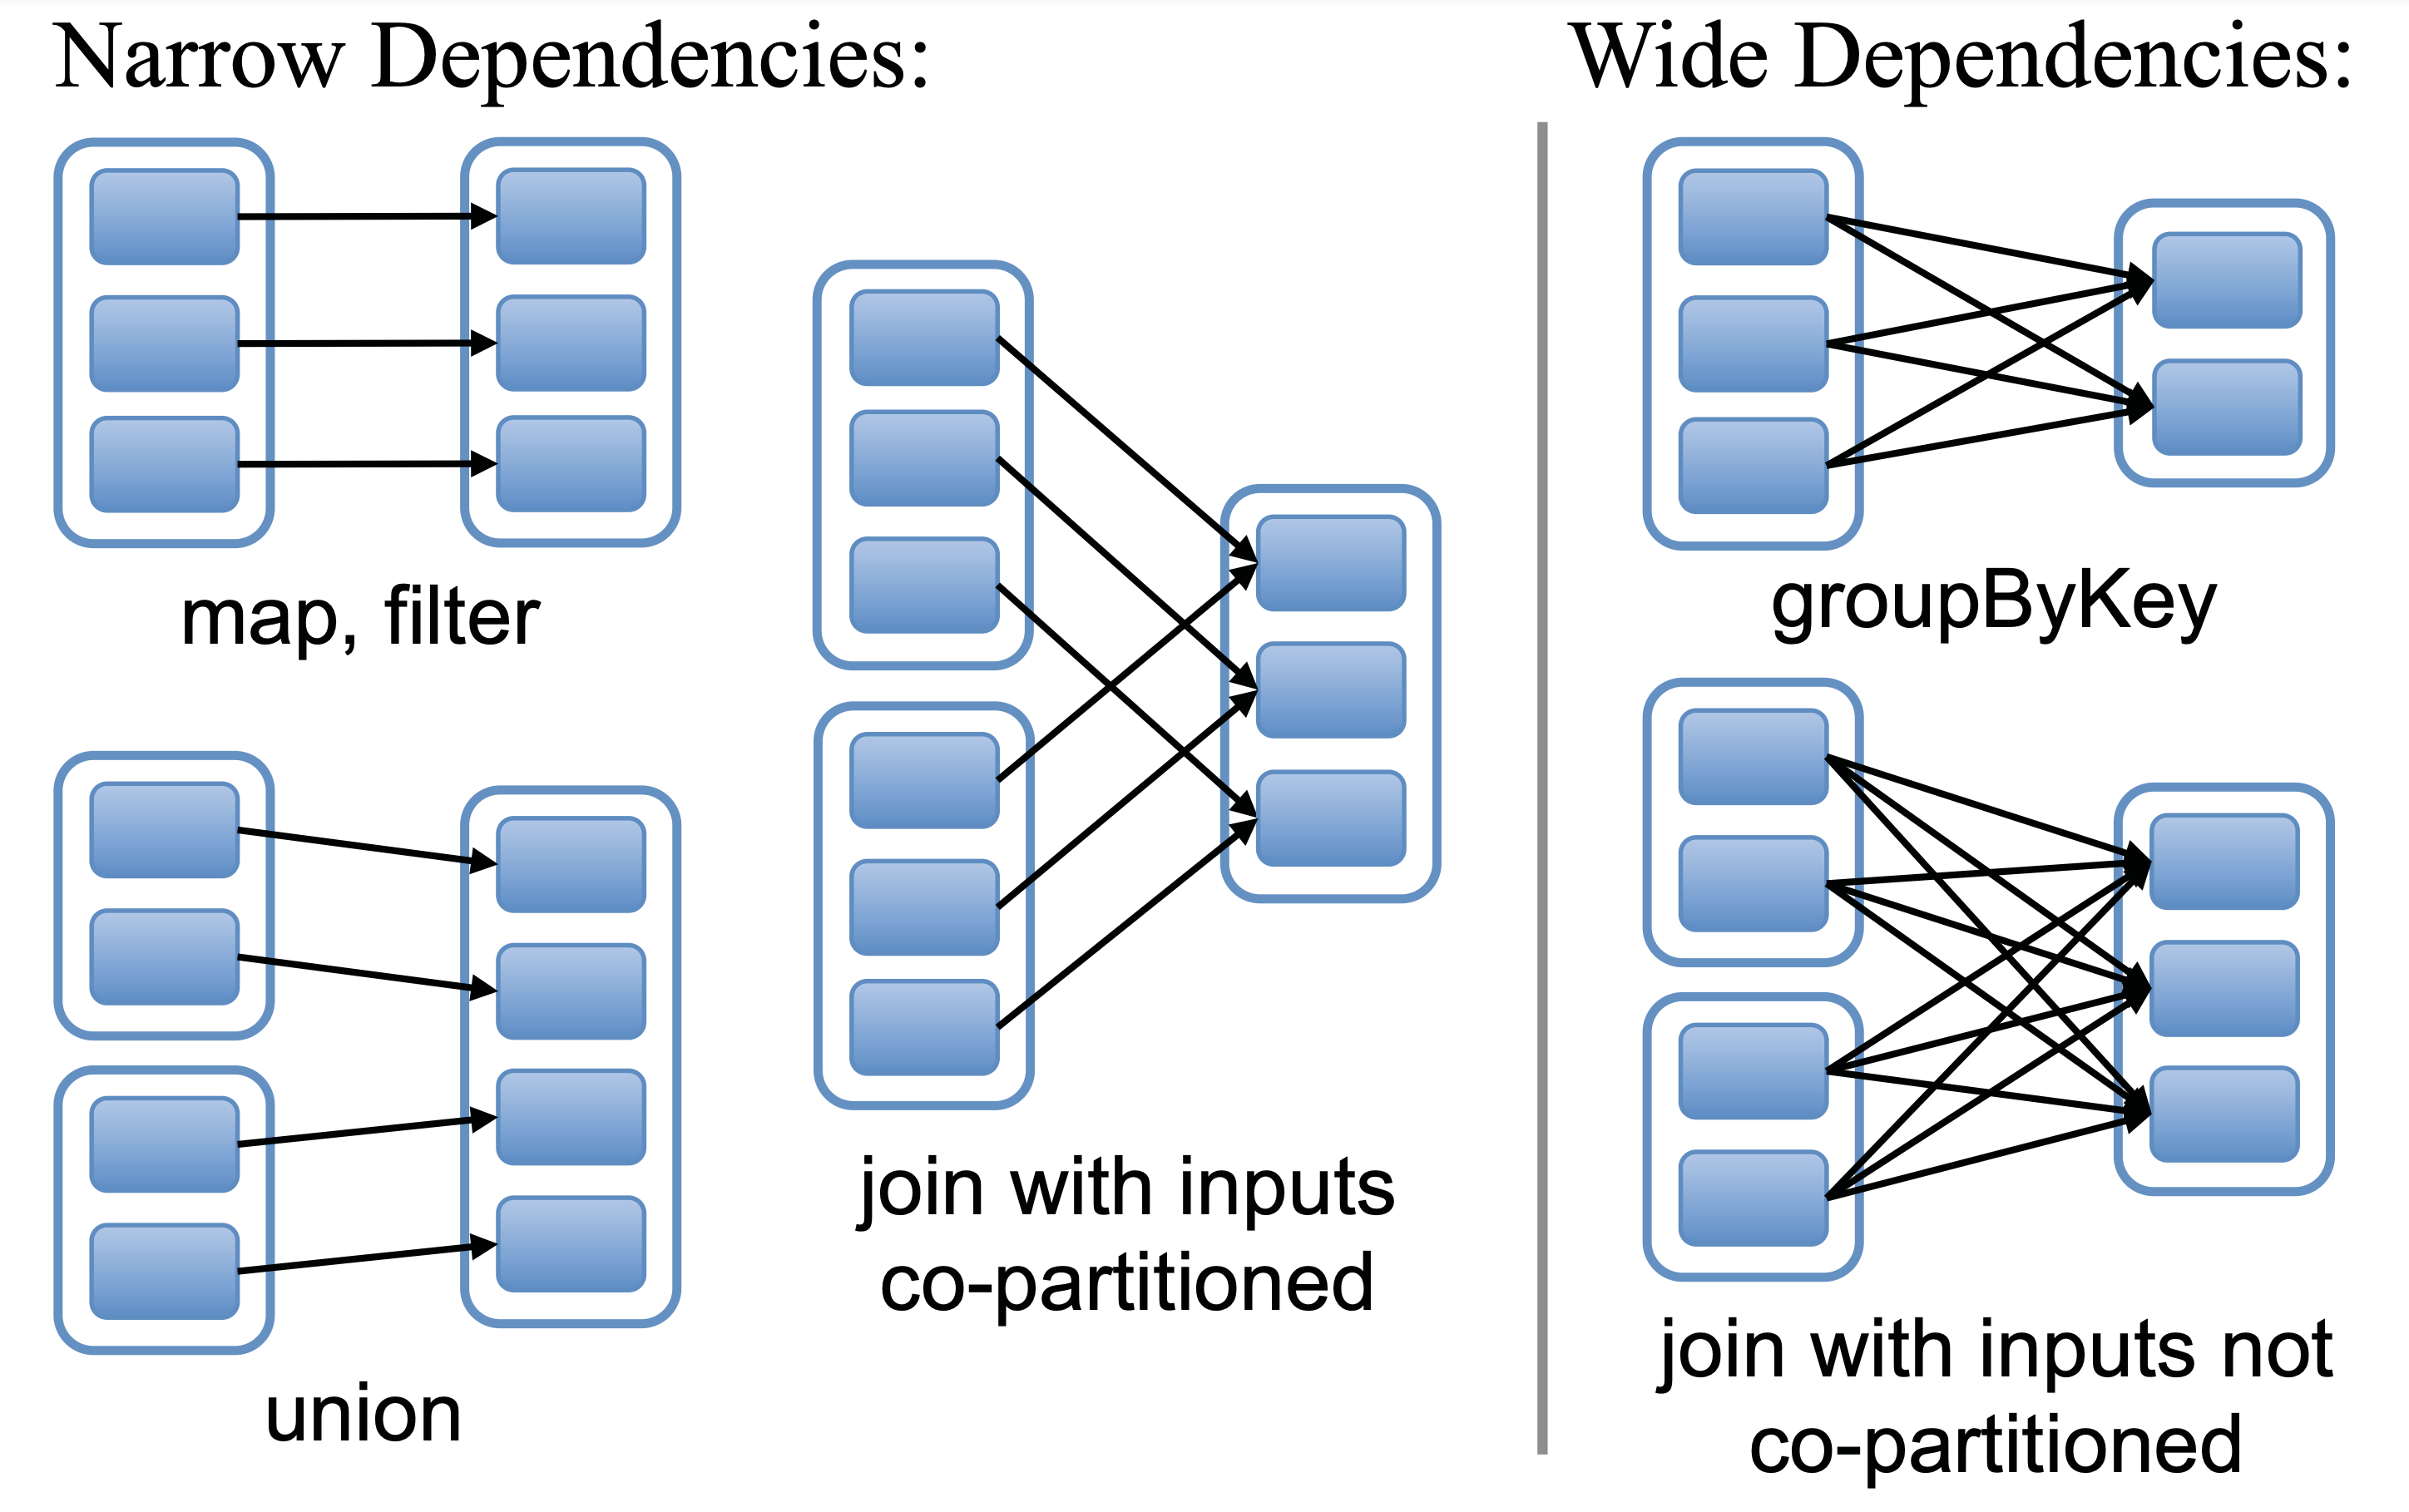 Narrow Dependencies:
Wide Dependencies:
map, filter
union
join with inputs
co-partitioned
groupByKey
join with inputs not
co-partitioned